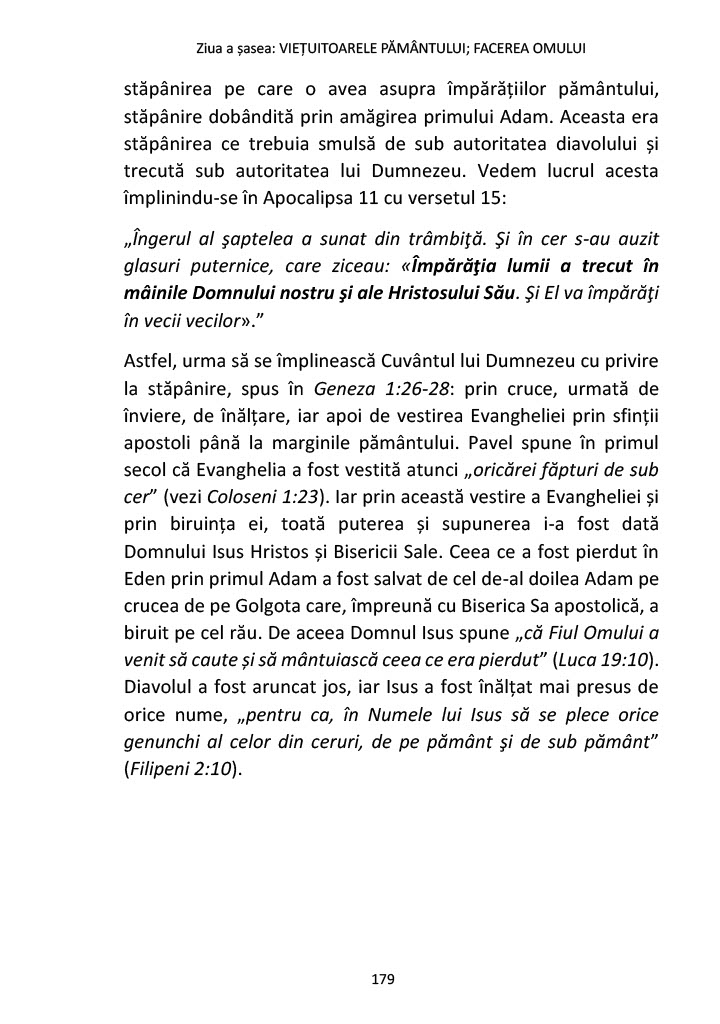 Ziua a șasea: VIEȚUITOARELE PĂMÂNTULUI; FACEREA OMULUI
stăpânirea pe care o avea asupra împărățiilor pământului,
stăpânire dobândită prin amăgirea primului Adam. Aceasta era
stăpânirea ce trebuia smulsă de sub autoritatea diavolului și
trecută sub autoritatea lui Dumnezeu. Vedem lucrul acesta
împlinindu-se în Apocalipsa 11 cu versetul 15:
„Îngerul al şaptelea a sunat din trâmbiţă. Şi în cer s-au auzit
glasuri puternice, care ziceau: «Împărăţia lumii a trecut în
mâinile Domnului nostru şi ale Hristosului Său. Şi El va împărăţi
în vecii vecilor».”
Astfel, urma să se împlinească Cuvântul lui Dumnezeu cu privire
la stăpânire, spus în Geneza 1:26-28: prin cruce, urmată de
înviere, de înălțare, iar apoi de vestirea Evangheliei prin sfinții
apostoli până la marginile pământului. Pavel spune în primul
secol că Evanghelia a fost vestită atunci „oricărei făpturi de sub
cer” (vezi Coloseni 1:23). Iar prin această vestire a Evangheliei și
prin biruința ei, toată puterea și supunerea i-a fost dată
Domnului Isus Hristos și Bisericii Sale. Ceea ce a fost pierdut în
Eden prin primul Adam a fost salvat de cel de-al doilea Adam pe
crucea de pe Golgota care, împreună cu Biserica Sa apostolică, a
biruit pe cel rău. De aceea Domnul Isus spune „că Fiul Omului a
venit să caute și să mântuiască ceea ce era pierdut” (Luca 19:10).
Diavolul a fost aruncat jos, iar Isus a fost înălțat mai presus de
orice nume, „pentru ca, în Numele lui Isus să se plece orice
genunchi al celor din ceruri, de pe pământ şi de sub pământ”
(Filipeni 2:10).
179